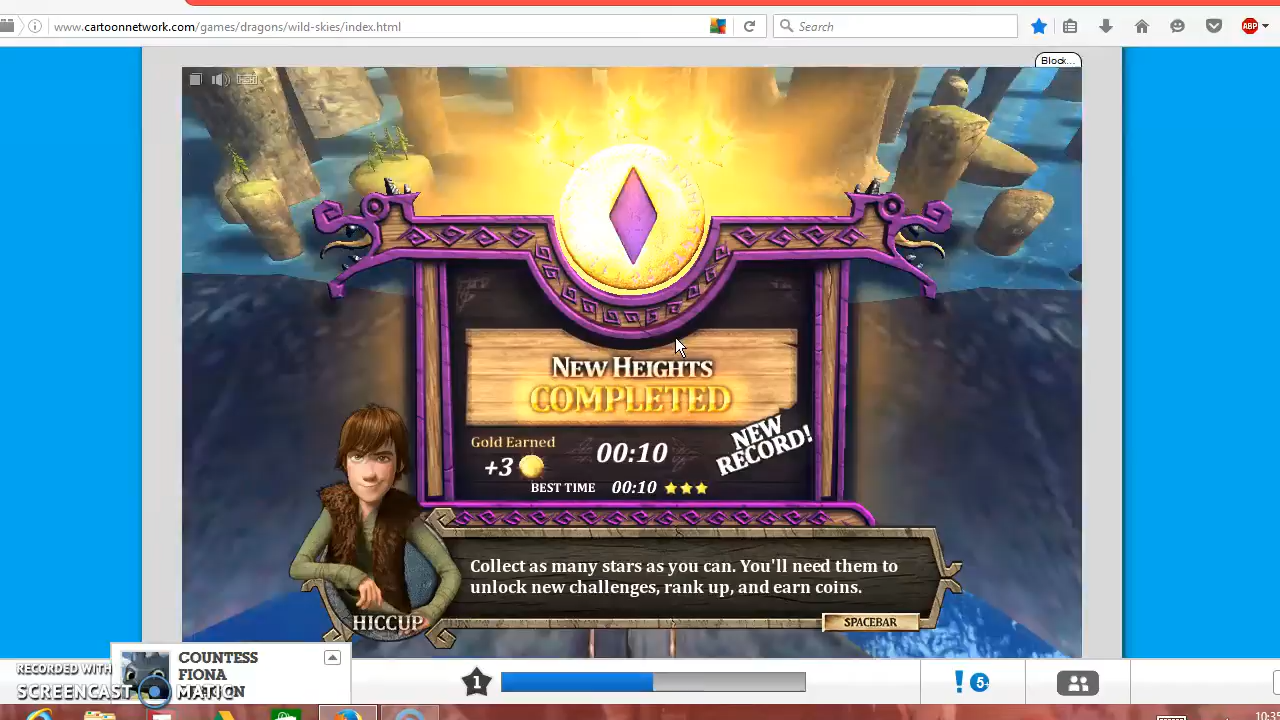 www.cartoonnetwork.com/games/dragons/wild-skies/index.html
Search
ABP
Block...
NEW HEIGHTS
COMPLETED
Gold Earned
+3
00:10
NEW
RECORD!
BEST TIME 00:10
Collect as many stars as you can. You'll need them to
unlock new challenges, rank up, and earn coins.
HICCUP
SPACEBAR
RECORDED WITH
SCREENCAST MATIC
COUNTESS
FIONA
1
5